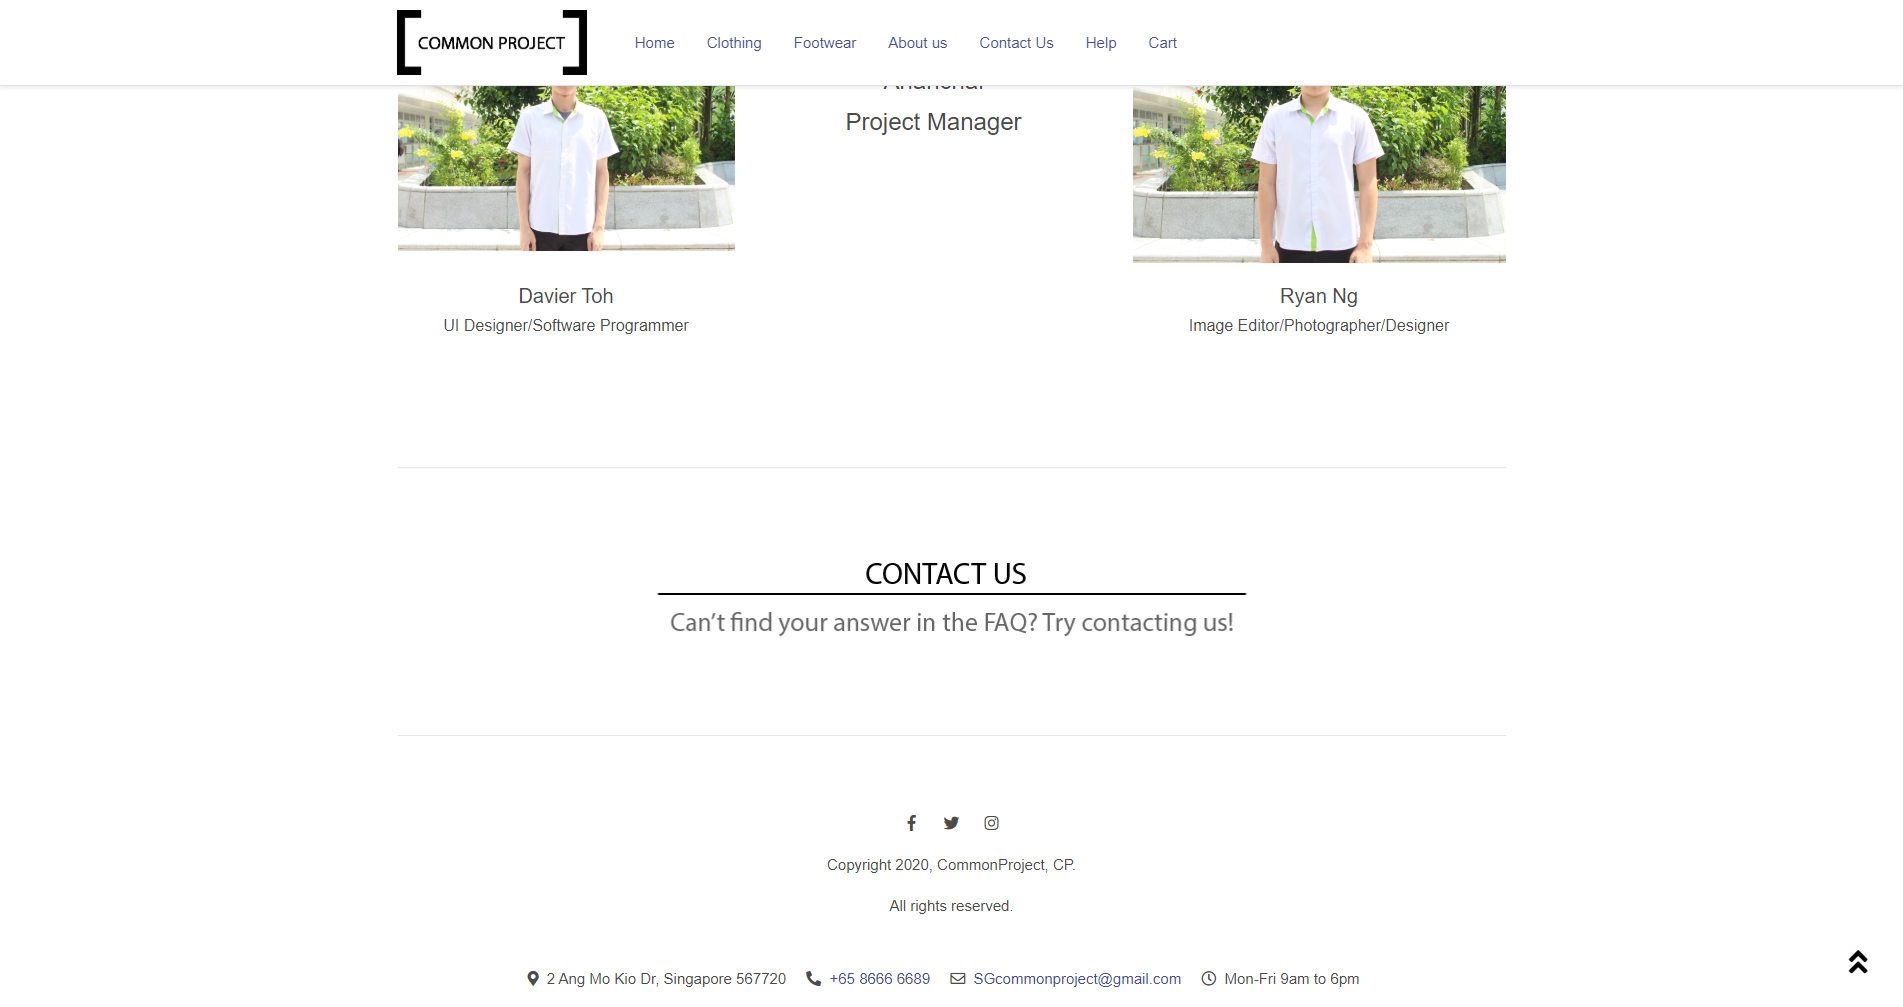 COMMON PROJECT
Home Clothing Footwear About us Contact Us Help Cart
Project Manager
Davier Toh
UI Designer/Software Programmer
Ryan Ng
Image Editor/Photographer/Designer
CONTACT US
Can't find your answer in the FAQ? Try contacting us!
Copyright 2020, CommonProject, CP.
All rights reserved.
2 Ang Mo Kio Dr, Singapore 567720 +65 8666 6689 SGcommonproject@gmail.com Mon-Fri 9am to 6pm